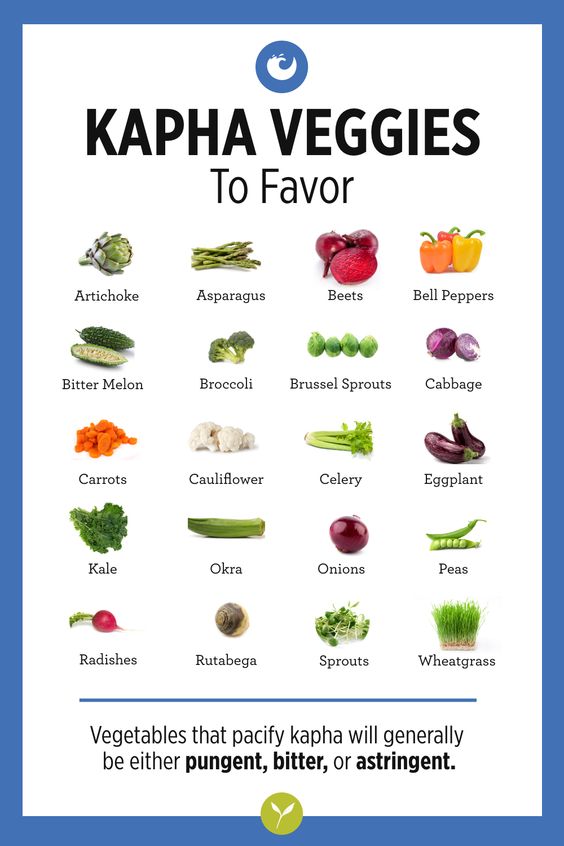 KAPHA VEGGIES
To Favor
Artichoke
Asparagus
Beets
Bell Peppers
Bitter Melon
Broccoli
Brussel Sprouts
Cabbage
Carrots
Cauliflower
Celery
Eggplant
Kale
Okra
Onions
Peas
Radishes
Rutabega
Sprouts
Wheatgrass
Vegetables that pacify kapha will generally
be either pungent, bitter, or astringent.